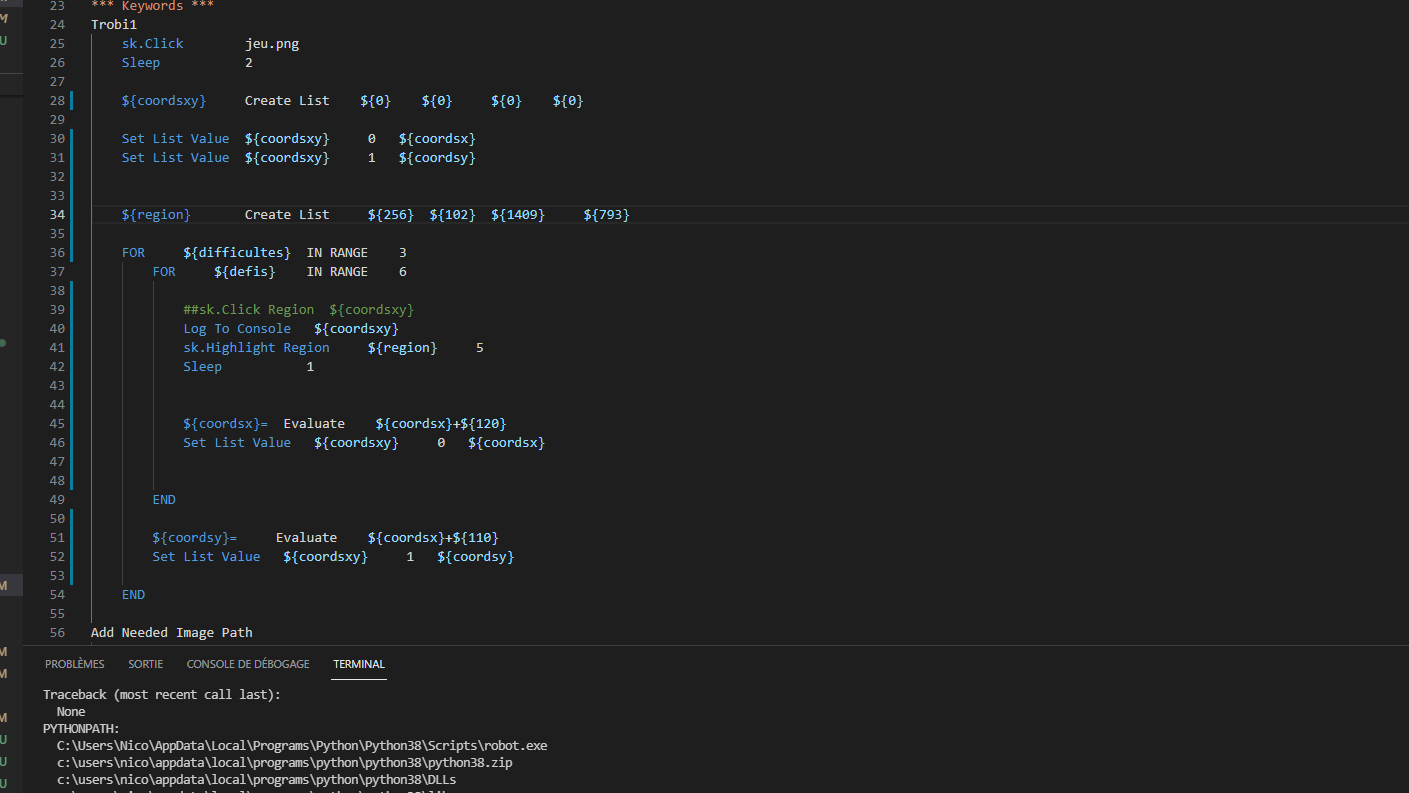 23 *** Keywords ***
24 Trobi1
25 sk.Click jeu.png
26 Sleep 2
27
28 ${coordsxy} Create List ${0} ${0} ${0} ${0}
29
30 Set List Value ${coordsxy} 0 ${coordsx}
31 Set List Value ${coordsxy} 1 ${coordsy}
32
33
34 ${region} Create List ${256} ${102} ${1409} ${793}
35
36 FOR ${difficultes} IN RANGE 3
37 FOR ${defis} IN RANGE 6
38
39 ##sk.Click Region ${coordsxy}
40 Log To Console ${coordsxy}
41 sk.Highlight Region ${region} 5
42 Sleep 1
43
44
45 ${coordsx}= Evaluate ${coordsx}+${120}
46 Set List Value ${coordsxy} 0 ${coordsx}
47
48
49 END
50
51 ${coordsy}= Evaluate ${coordsx}+${110}
52 Set List Value ${coordsxy} 1 ${coordsy}
53
54 END
55
56 Add Needed Image Path
M
U
M
M
M
M
U
U
U
PROBLÈMES SORTIE CONSOLE DE DÉBOGAGE TERMINAL
Traceback (most recent call last):
None
PYTHONPATH:
C:\Users\Nico\AppData\Local\Programs\Python\Python38\Scripts\robot.exe
c:\users\nico\appdata\local\programs\python\python38\python38.zip
c:\users\nico\appdata\local\programs\python\python38\DLLs